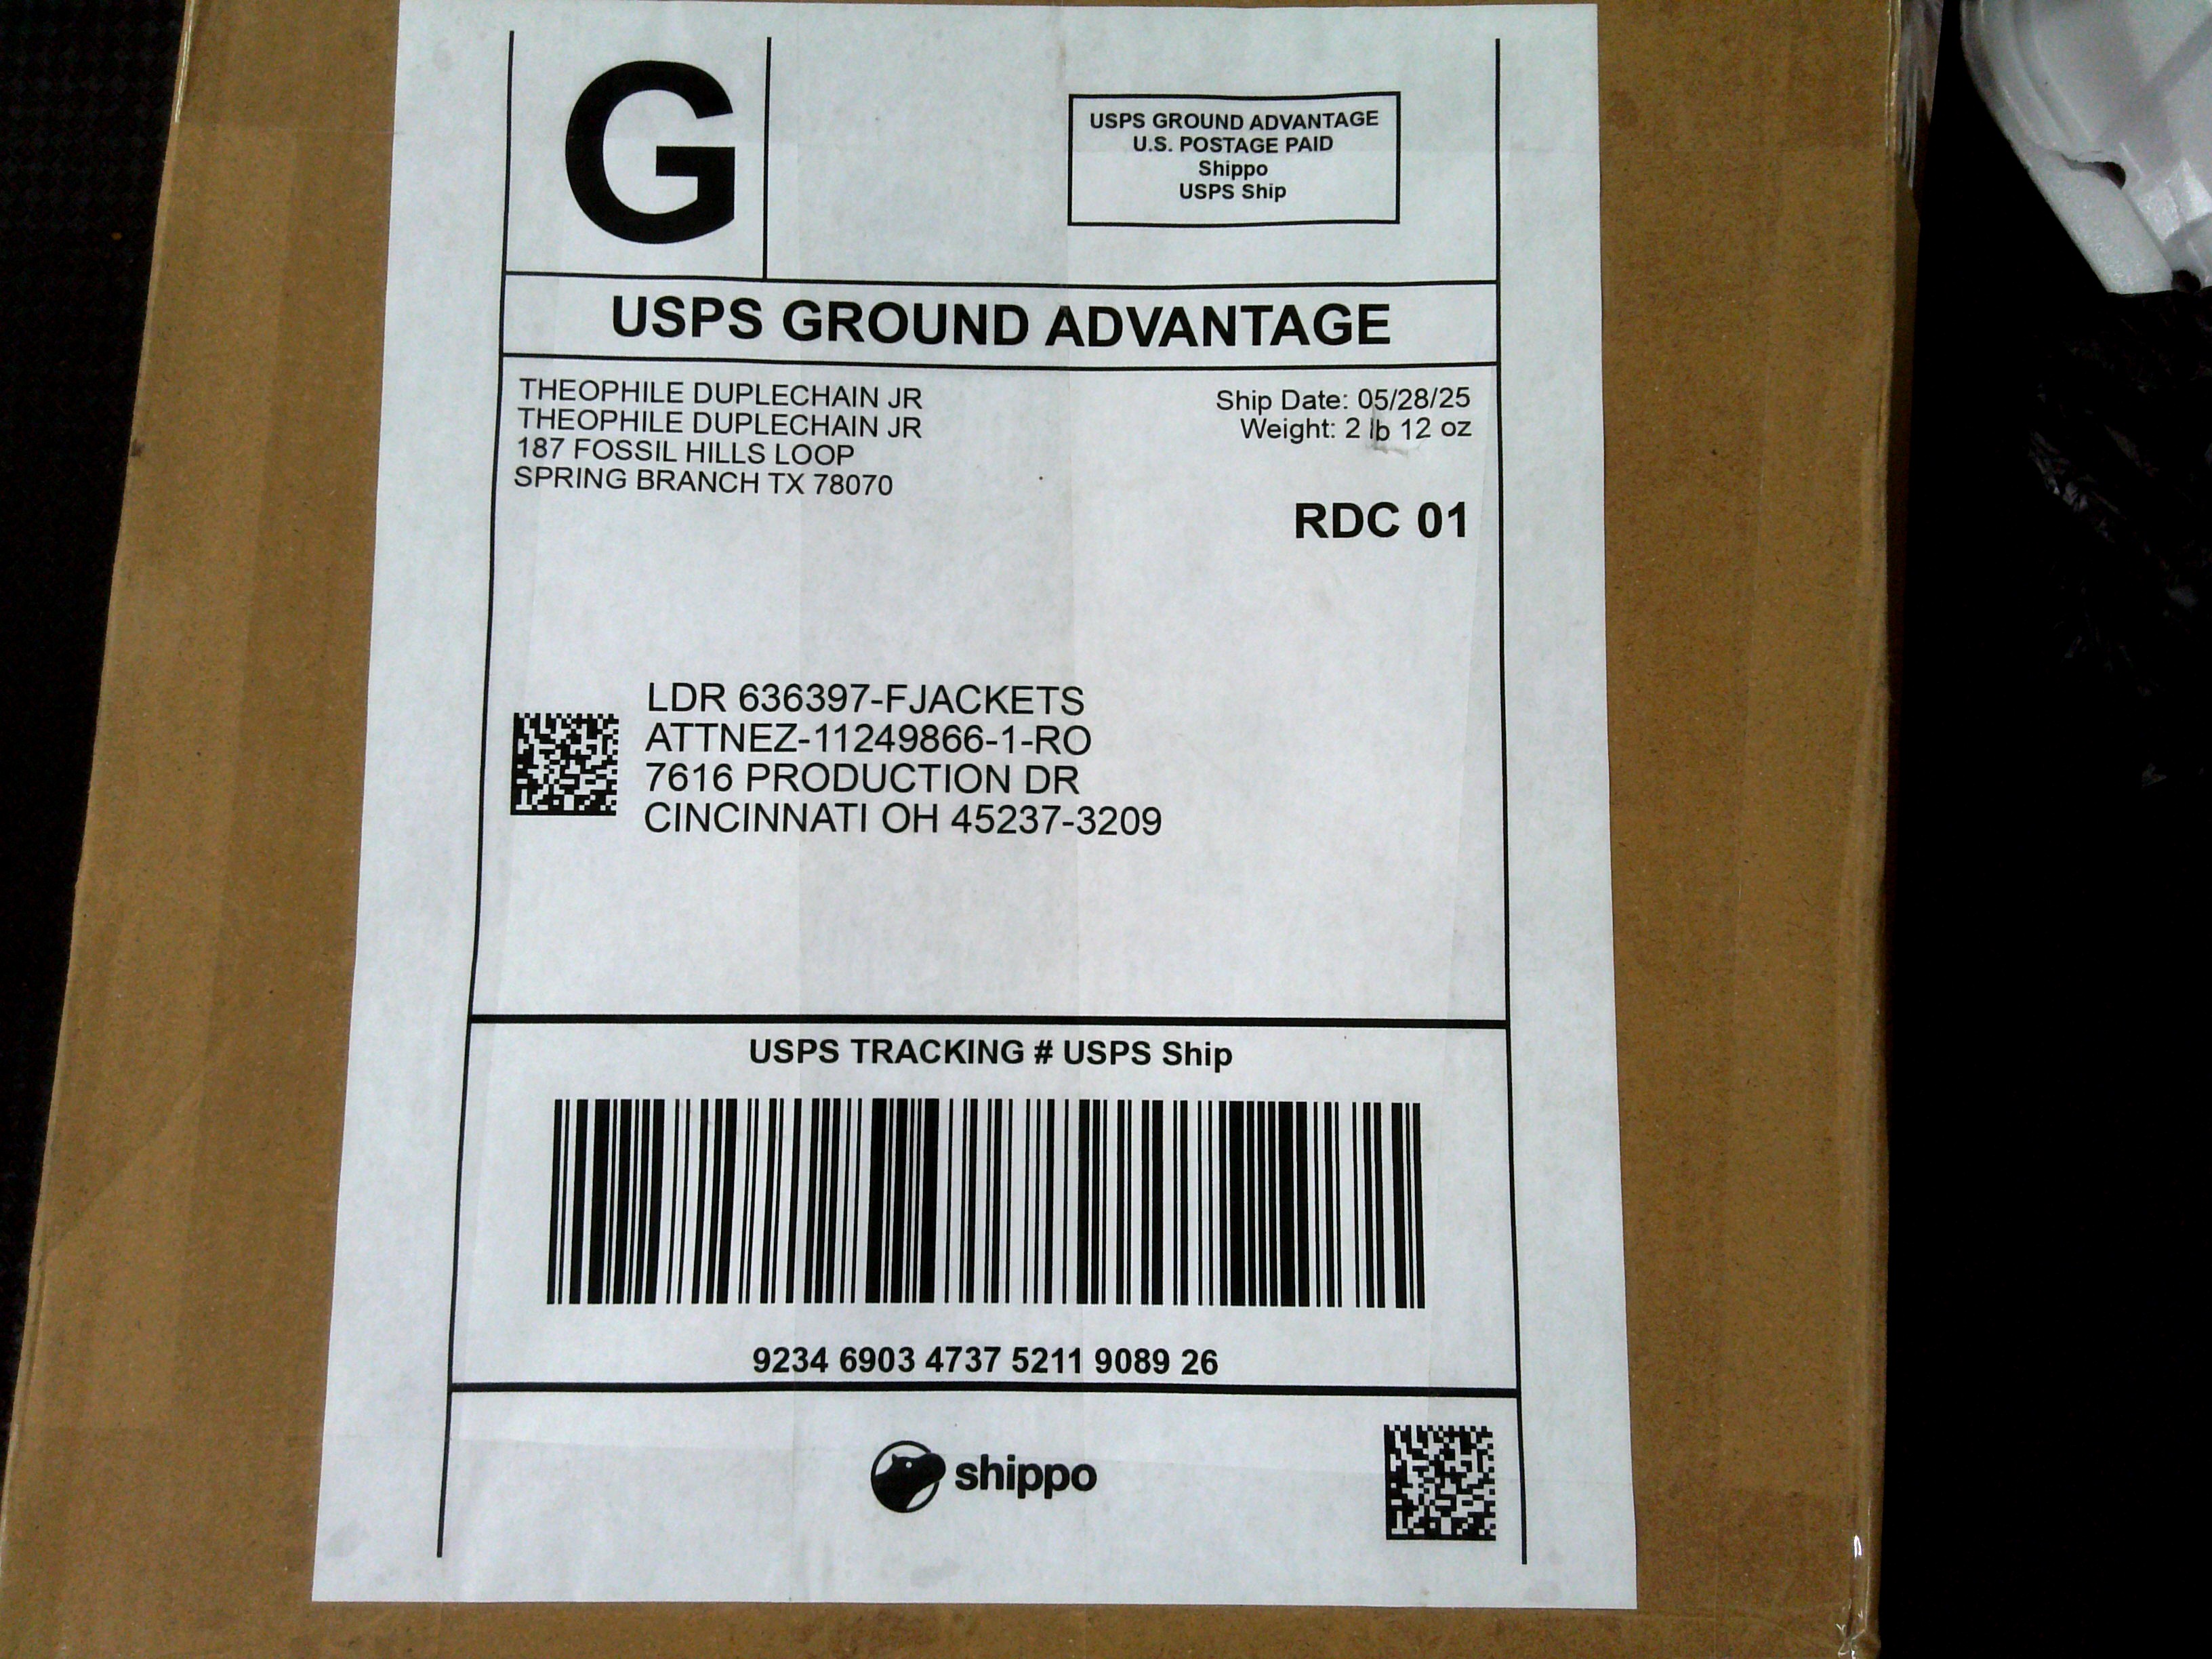 G
USPS GROUND ADVANTAGE
U.S. POSTAGE PAID
Shippo
USPS Ship
USPS GROUND ADVANTAGE
THEOPHILE DUPLECHAIN JR
THEOPHILE DUPLECHAIN JR
187 FOSSIL HILLS LOOP
SPRING BRANCH TX 78070
Ship Date: 05/28/25
Weight: 2 lb 12 oz
RDC 01
LDR 636397-FJACKETS
ATTNEZ-11249866-1-RO
7616 PRODUCTION DR
CINCINNATI OH 45237-3209
USPS TRACKING # USPS Ship
9234 6903 4737 5211 9089 26
shippo